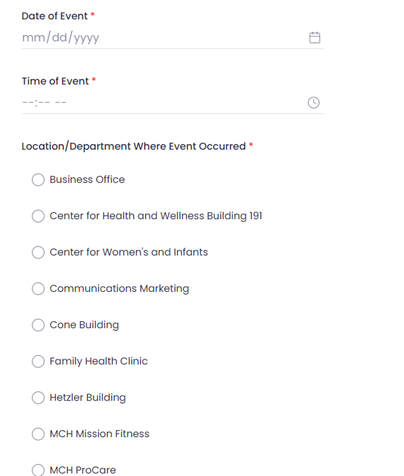 Date of Event *
mm/dd/yyyy
Time of Event *
--:-- --
Location/Department Where Event Occurred *
Business Office
Center for Health and Wellness Building 191
Center for Women's and Infants
Communications Marketing
Cone Building
Family Health Clinic
Hetzler Building
MCH Mission Fitness
MCH ProCare